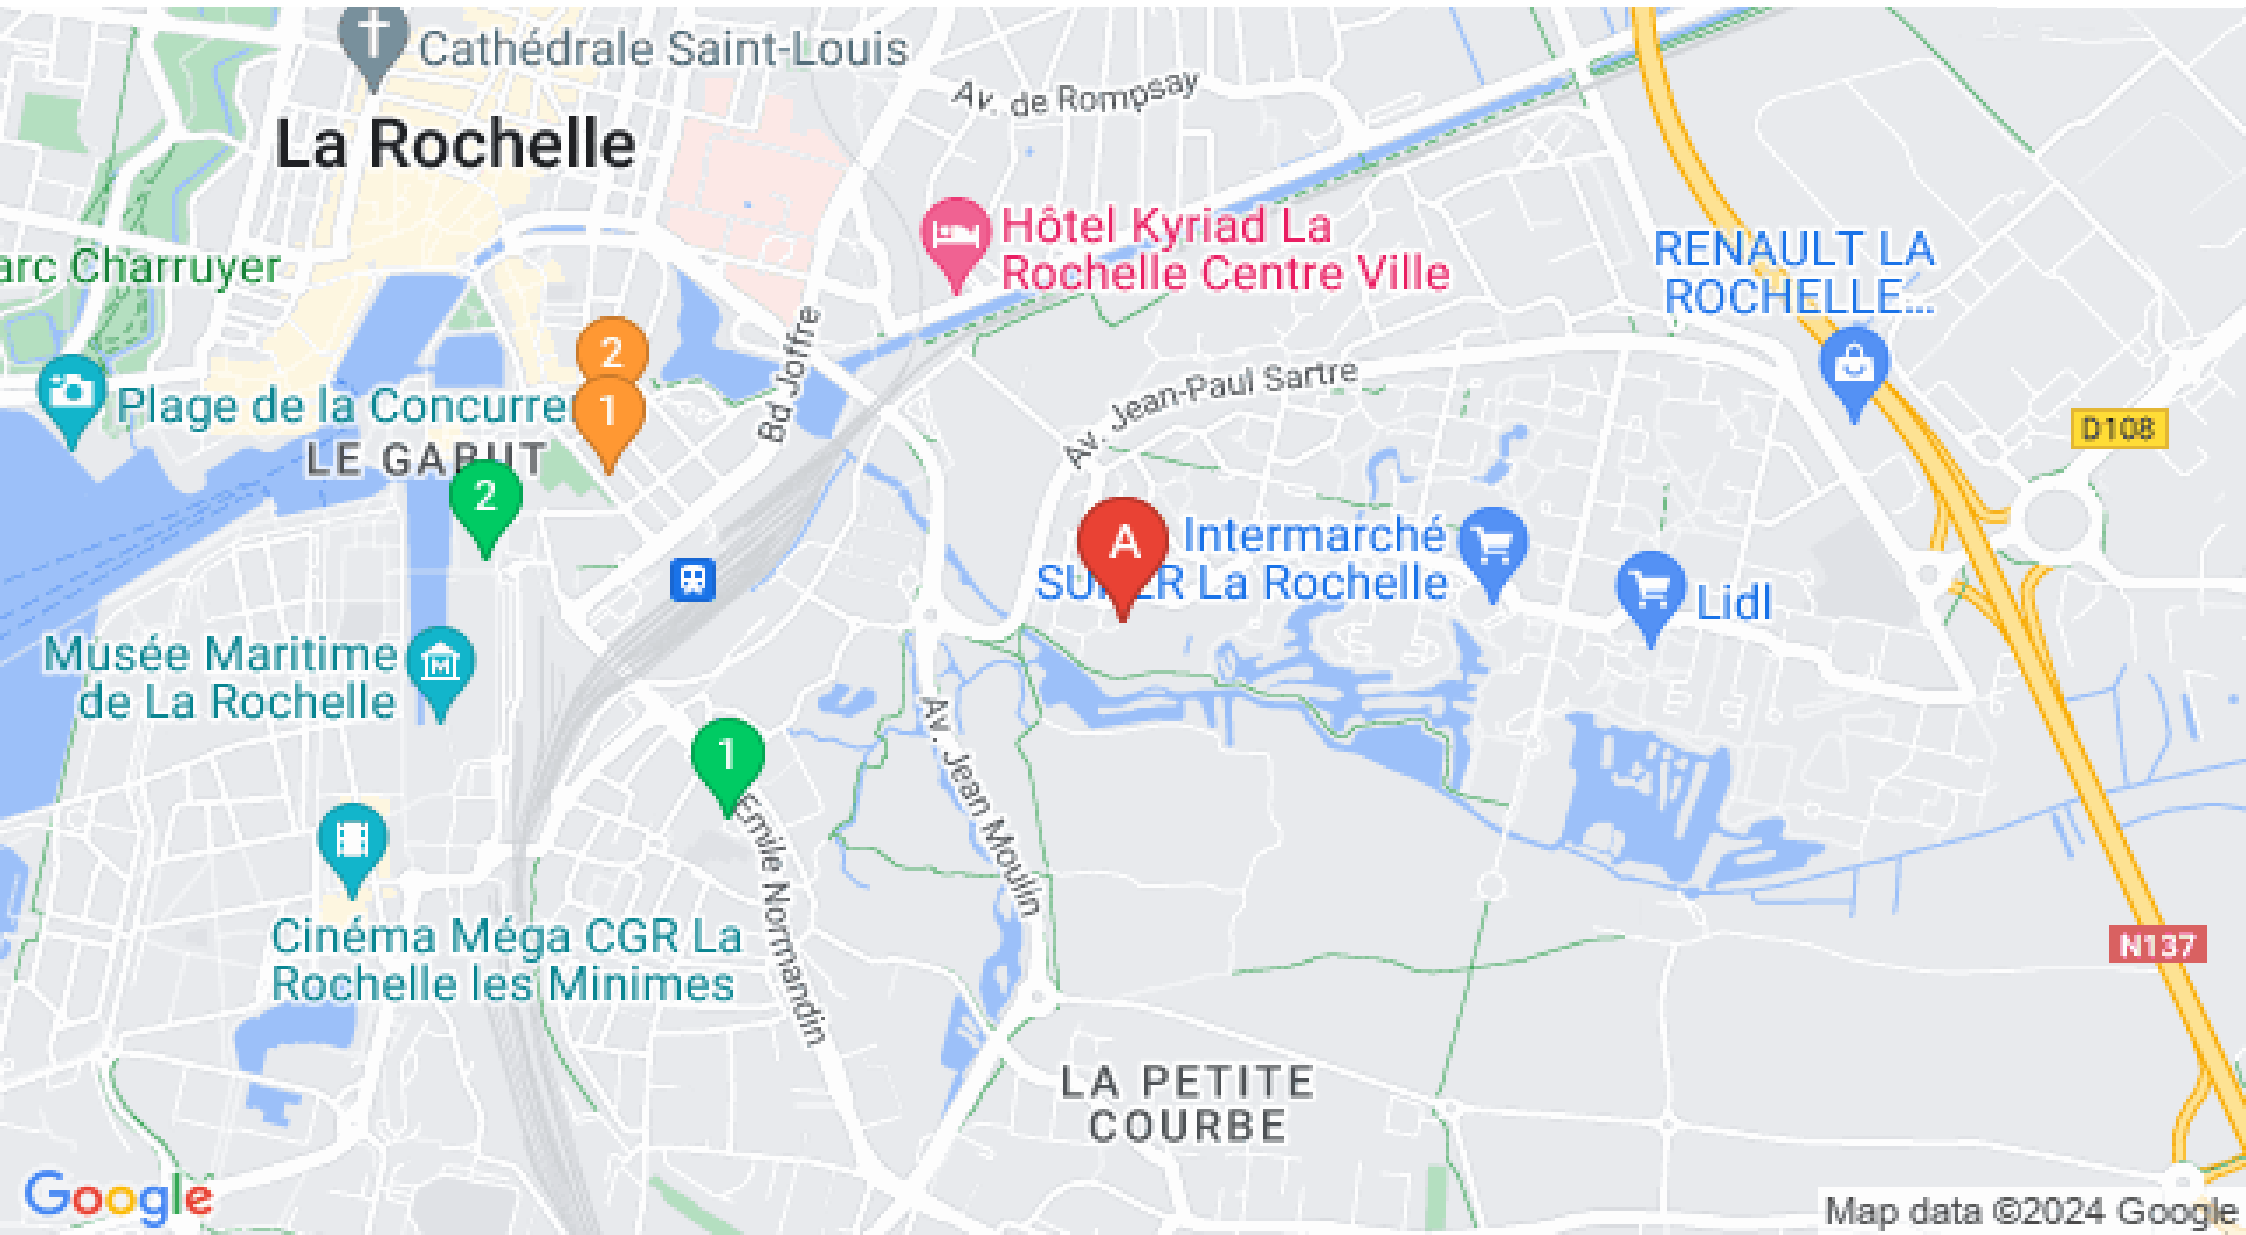 Cathédrale Saint-Louis
Av. de Rompsay
La Rochelle
Hôtel Kyriad La
Rochelle Centre Ville
RENAULT LA
ROCHELLE...
arc Charruyer
2
Bd Joffre
Av. Jean-Paul Sartre
Plage de la Concurre
1
D108
LE GABUT
2
A
Intermarché
SUPER La Rochelle
Lidl
Musée Maritime
de La Rochelle
1
Av. Jean Moulin
Emile Normandin
Cinéma Méga CGR La
Rochelle les Minimes
N137
LA PETITE
COURBE
Google
Map data ©2024 Google